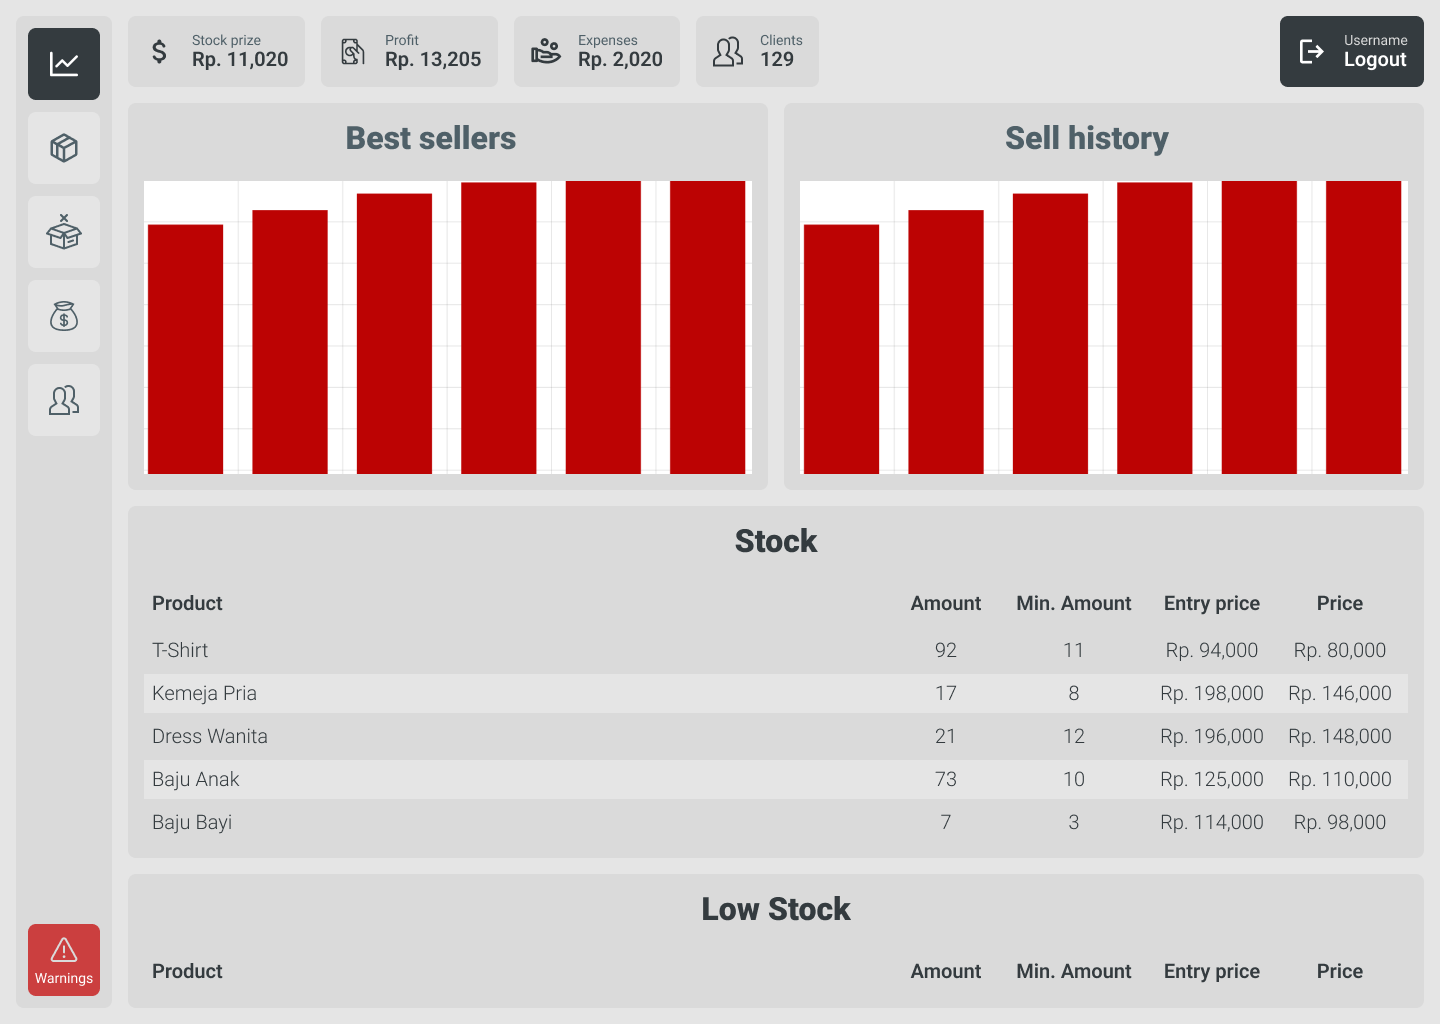 Stock prize
Rp. 11,020
Profit
Rp. 13,205
Expenses
Rp. 2,020
Clients
129
Username
Logout
Best sellers
Sell history
Stock
Product Amount Min. Amount Entry price Price
T-Shirt 92 11 Rp. 94,000 Rp. 80,000
Kemeja Pria 17 8 Rp. 198,000 Rp. 146,000
Dress Wanita 21 12 Rp. 196,000 Rp. 148,000
Baju Anak 73 10 Rp. 125,000 Rp. 110,000
Baju Bayi 7 3 Rp. 114,000 Rp. 98,000
Low Stock
Product Amount Min. Amount Entry price Price
Warnings